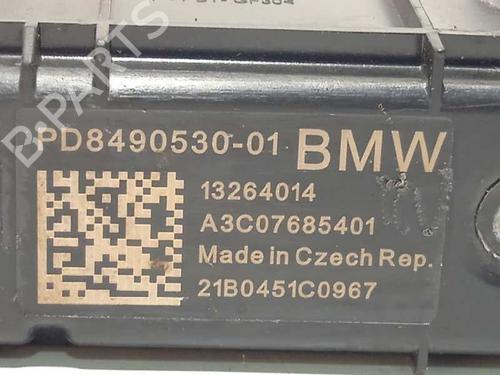 B-PARTS
PD8490530-01 BMW
13264014
A3C07685401
Made in Czech Rep.
21B0451C0967